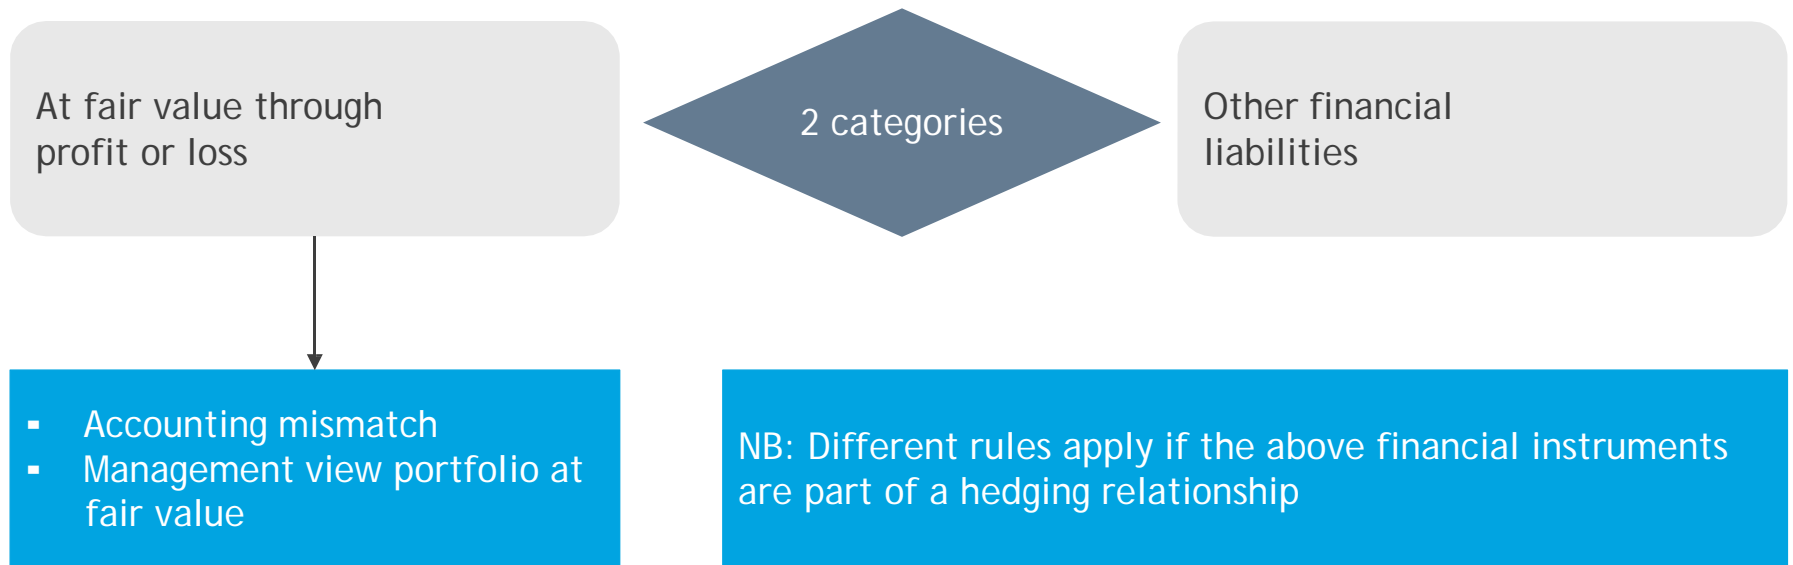 At fair value through
profit or loss
2 categories
Other financial
liabilities
▪ Accounting mismatch
▪ Management view portfolio at
fair value
NB: Different rules apply if the above financial instruments
are part of a hedging relationship